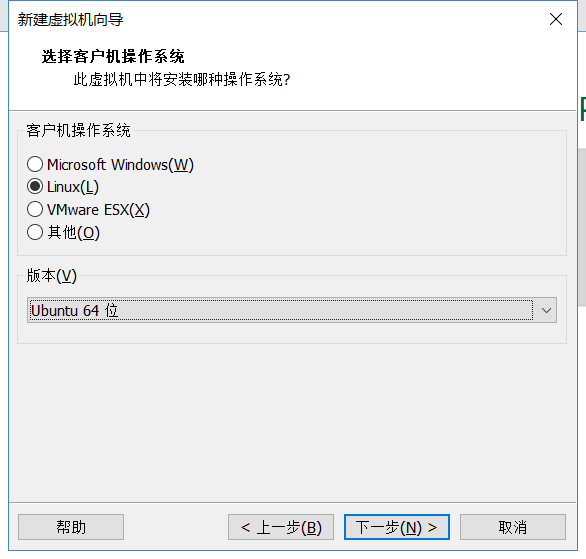 新建虚拟机向导
选择客户机操作系统
此虚拟机中将安装哪种操作系统?
客户机操作系统
Microsoft Windows(W)
Linux(L)
VMware ESX(X)
其他(O)
版本(V)
Ubuntu 64 位
帮助
< 上一步(B)
下一步(N) >
取消